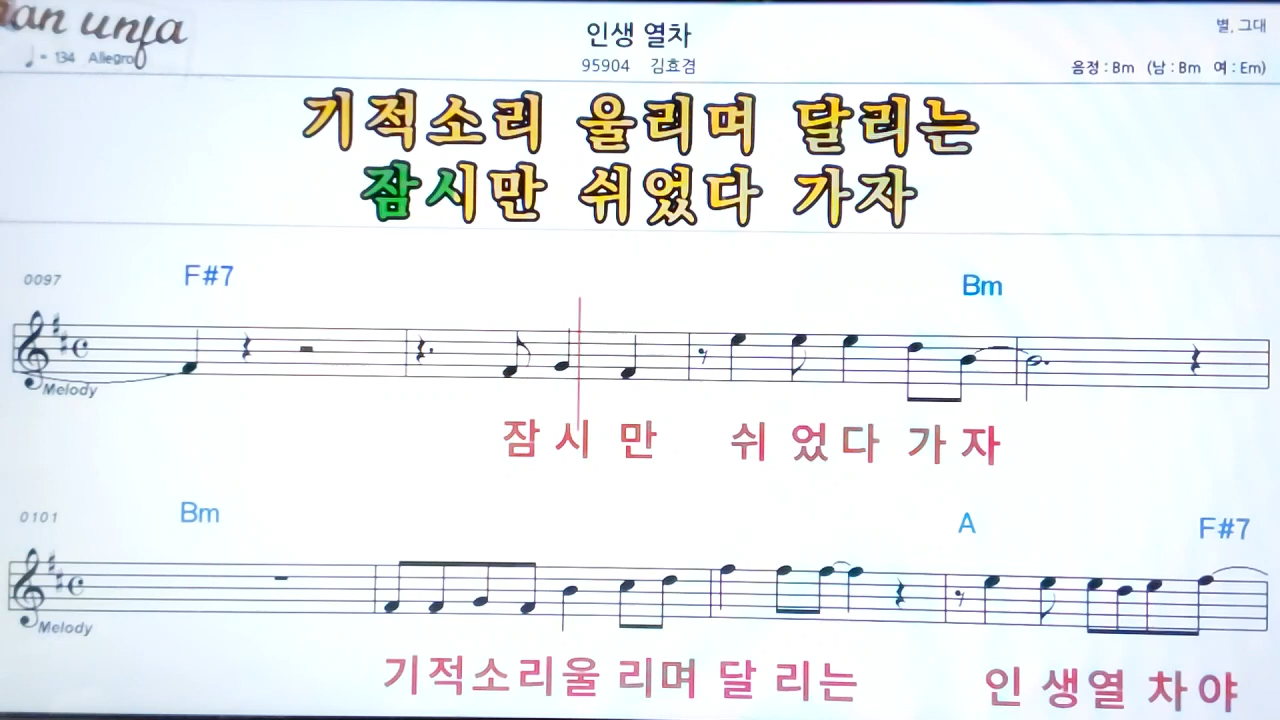 인생 열차
별, 그대
♩= 134 Allegro
95904 김효겸
음정 : Bm (남 : Bm 여 : Em)
기적소리 울리며 달리는
잠시만 쉬었다 가자
0097 F#7 Bm
Melody
잠시만 쉬었다 가자
0101 Bm A F#7
Melody
기적소리울 리며 달 리는 인 생열 차야